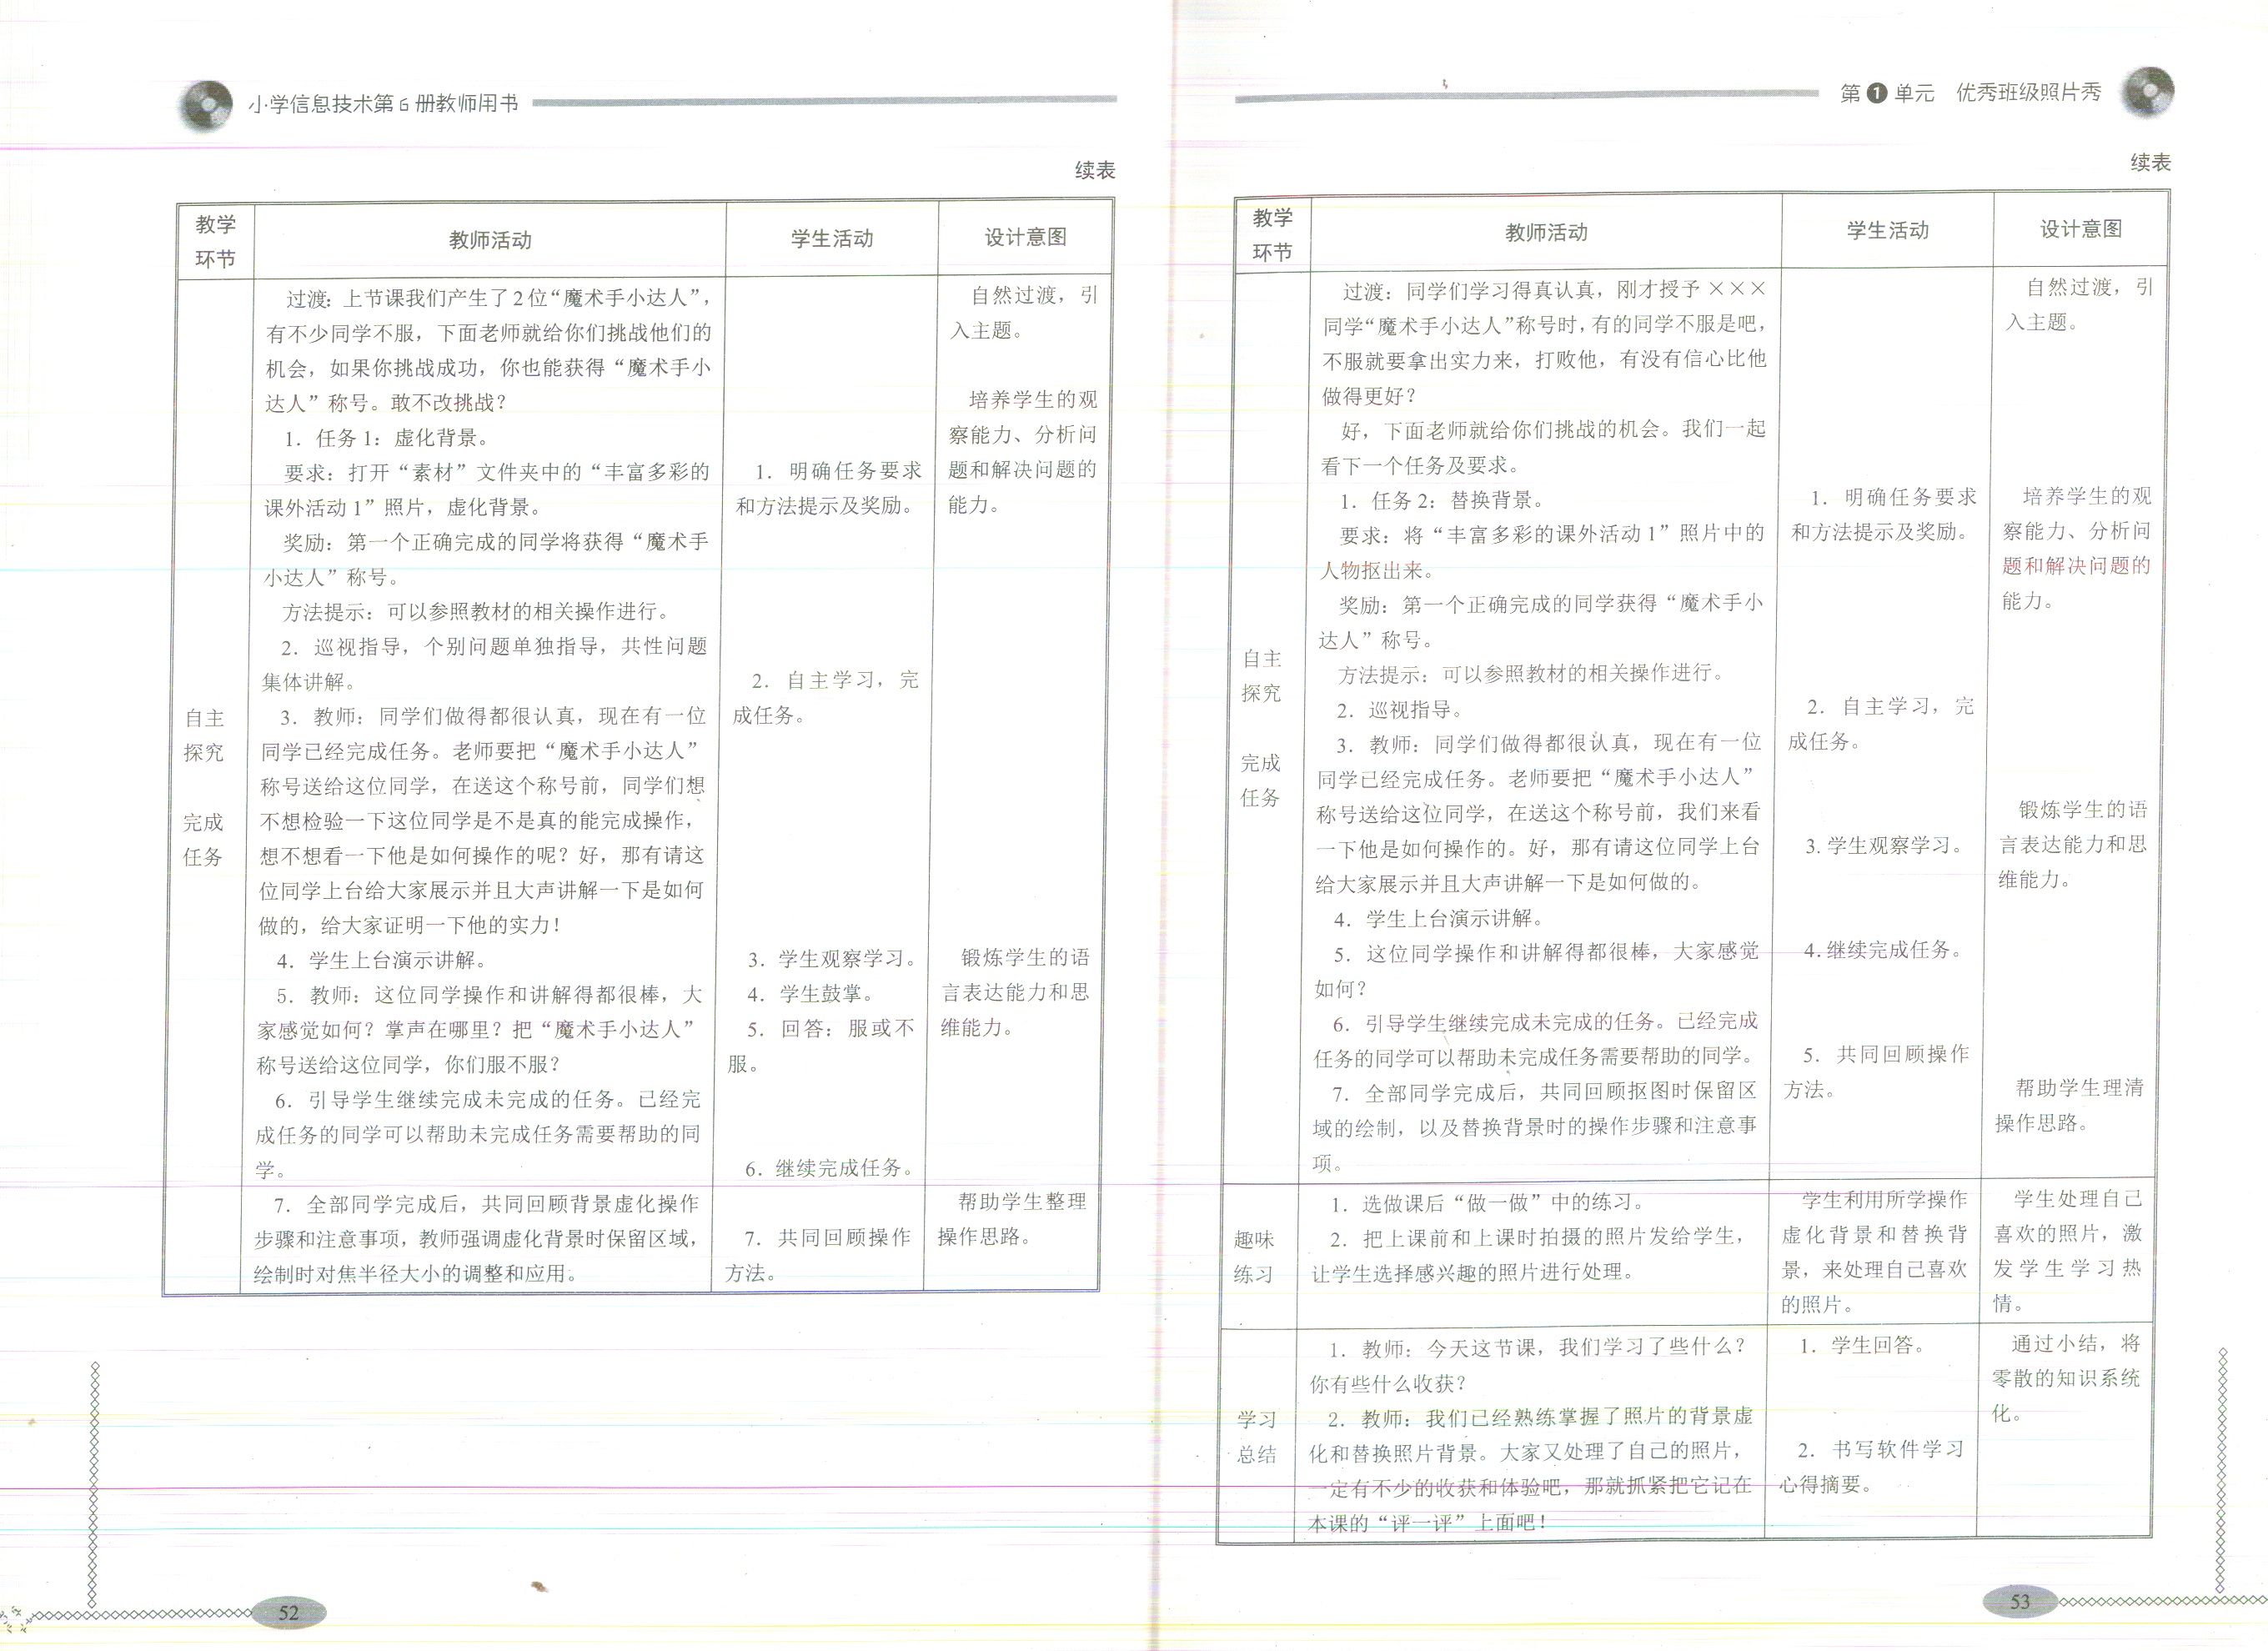 小学信息技术第6册教师用书
续表
教学
环节
教师活动
学生活动
设计意图
自主
探究
完成
任务
过渡：上节课我们产生了2位“魔术手小达人”，
有不少同学不服，下面老师就给你们挑战他们的
机会，如果你挑战成功，你也能获得“魔术手小
达人”称号。敢不改挑战？
1．任务1：虚化背景。
要求：打开“素材”文件夹中的“丰富多彩的
课外活动1”照片，虚化背景。
奖励：第一个正确完成的同学将获得“魔术手
小达人”称号。
方法提示：可以参照教材的相关操作进行。
2．巡视指导，个别问题单独指导，共性问题
集体讲解。
3．教师：同学们做得都很认真，现在有一位
同学已经完成任务。老师要把“魔术手小达人”
称号送给这位同学，在送这个称号前，同学们想
不想检验一下这位同学是不是真的能完成操作，
想不想看一下他是如何操作的呢？好，那有请这
位同学上台给大家展示并且大声讲解一下是如何
做的，给大家证明一下他的实力！
4．学生上台演示讲解。
5．教师：这位同学操作和讲解得都很棒，大
家感觉如何？掌声在哪里？把“魔术手小达人”
称号送给这位同学，你们服不服？
6．引导学生继续完成未完成的任务。已经完
成任务的同学可以帮助未完成任务需要帮助的同
学。
7．全部同学完成后，共同回顾背景虚化操作
步骤和注意事项，教师强调虚化背景时保留区域，
绘制时对焦半径大小的调整和应用。
1．明确任务要求
和方法提示及奖励。
2．自主学习，完
成任务。
3．学生观察学习。
4．学生鼓掌。
5．回答：服或不
服。
6．继续完成任务。
7．共同回顾操作
方法。
自然过渡，引
入主题。
培养学生的观
察能力、分析问
题和解决问题的
能力。
锻炼学生的语
言表达能力和思
维能力。
帮助学生整理
操作思路。
52
第1单元 优秀班级照片秀
续表
教学
环节
教师活动
学生活动
设计意图
自主
探究
完成
任务
过渡：同学们学习得真认真，刚才授予×××
同学“魔术手小达人”称号时，有的同学不服是吧，
不服就要拿出实力来，打败他，有没有信心比他
做得更好？
好，下面老师就给你们挑战的机会。我们一起
看下一个任务及要求。
1．任务2：替换背景。
要求：将“丰富多彩的课外活动1”照片中的
人物抠出来。
奖励：第一个正确完成的同学获得“魔术手小
达人”称号。
方法提示：可以参照教材的相关操作进行。
2．巡视指导。
3．教师：同学们做得都很认真，现在有一位
同学已经完成任务。老师要把“魔术手小达人”
称号送给这位同学，在送这个称号前，我们来看
一下他是如何操作的。好，那有请这位同学上台
给大家展示并且大声讲解一下是如何做的。
4．学生上台演示讲解。
5．这位同学操作和讲解得都很棒，大家感觉
如何？
6．引导学生继续完成未完成的任务。已经完成
任务的同学可以帮助未完成任务需要帮助的同学。
7．全部同学完成后，共同回顾抠图时保留区
域的绘制，以及替换背景时的操作步骤和注意事
项。
1．明确任务要求
和方法提示及奖励。
2．自主学习，完
成任务。
3.学生观察学习。
4.继续完成任务。
5．共同回顾操作
方法。
自然过渡，引
入主题。
培养学生的观
察能力、分析问
题和解决问题的
能力。
锻炼学生的语
言表达能力和思
维能力。
帮助学生理清
操作思路。
趣味
练习
1．选做课后“做一做”中的练习。
2．把上课前和上课时拍摄的照片发给学生，
让学生选择感兴趣的照片进行处理。
学生利用所学操作
虚化背景和替换背
景，来处理自己喜欢
的照片。
学生处理自己
喜欢的照片，激
发学生学习热
情。
学习
总结
1．教师：今天这节课，我们学习了些什么？
你有些什么收获？
2．教师：我们已经熟练掌握了照片的背景虚
化和替换照片背景。大家又处理了自己的照片，
一定有不少的收获和体验吧，那就抓紧把它记在
本课的“评一评”上面吧！
1．学生回答。
2．书写软件学习
心得摘要。
通过小结，将
零散的知识系统
化。
53